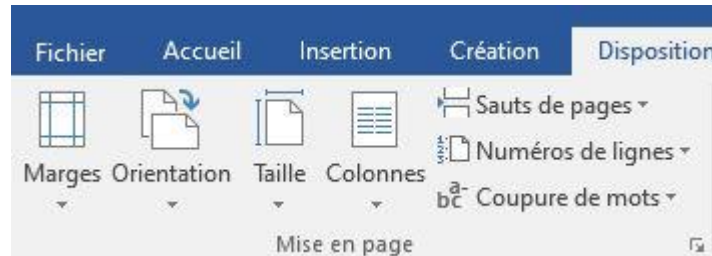 Fichier Accueil Insertion Création Disposition
Sauts de pages
Numéros de lignes
Marges Orientation Taille Colonnes
bc a- Coupure de mots
Mise en page